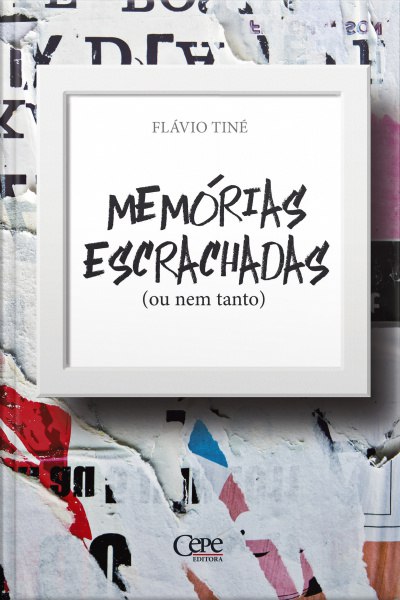 FLÁVIO TINÉ
MEMÓRIAS
ESCRACHADAS
(ou nem tanto)
Cepe
EDITORA